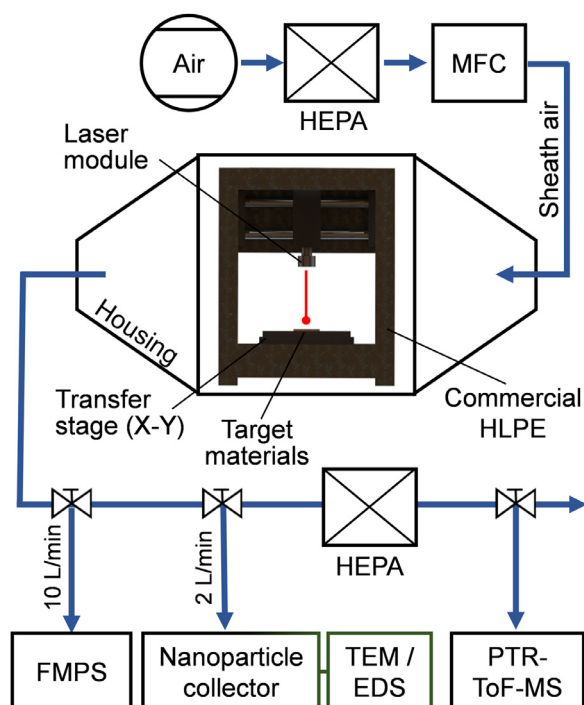 Air
HEPA
MFC
Sheath air
Laser
module
Housing
Transfer
stage (X-Y)
Target
materials
Commercial
HLPE
10 L/min
2 L/min
HEPA
FMPS
Nanoparticle
collector
TEM /
EDS
PTR-
ToF-MS